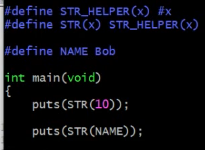 #define STR_HELPER(x) #x
#define STR(x) STR_HELPER(x)
#define NAME Bob
int main(void)
{
puts(STR(10));
puts(STR(NAME));